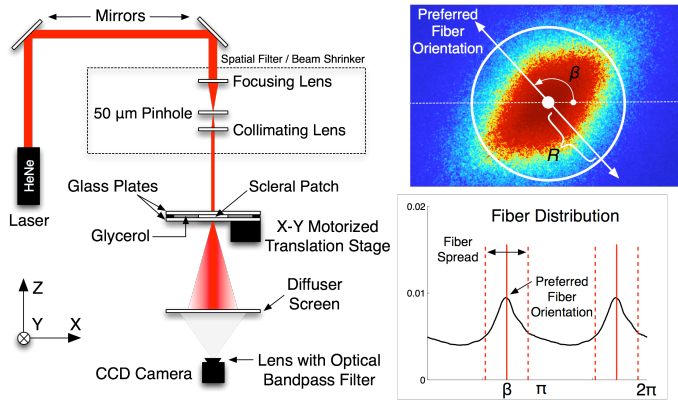 Mirrors
Spatial Filter / Beam Shrinker
Focusing Lens
50 µm Pinhole
Collimating Lens
HeNe
Laser
Glass Plates
Scleral Patch
Glycerol
X-Y Motorized
Translation Stage
Diffuser
Screen
Z
Y
X
CCD Camera
Lens with Optical
Bandpass Filter
Preferred
Fiber
Orientation
β
R
Fiber Distribution
0.02
0.01
0
Fiber
Spread
Preferred
Fiber
Orientation
β
π
2π